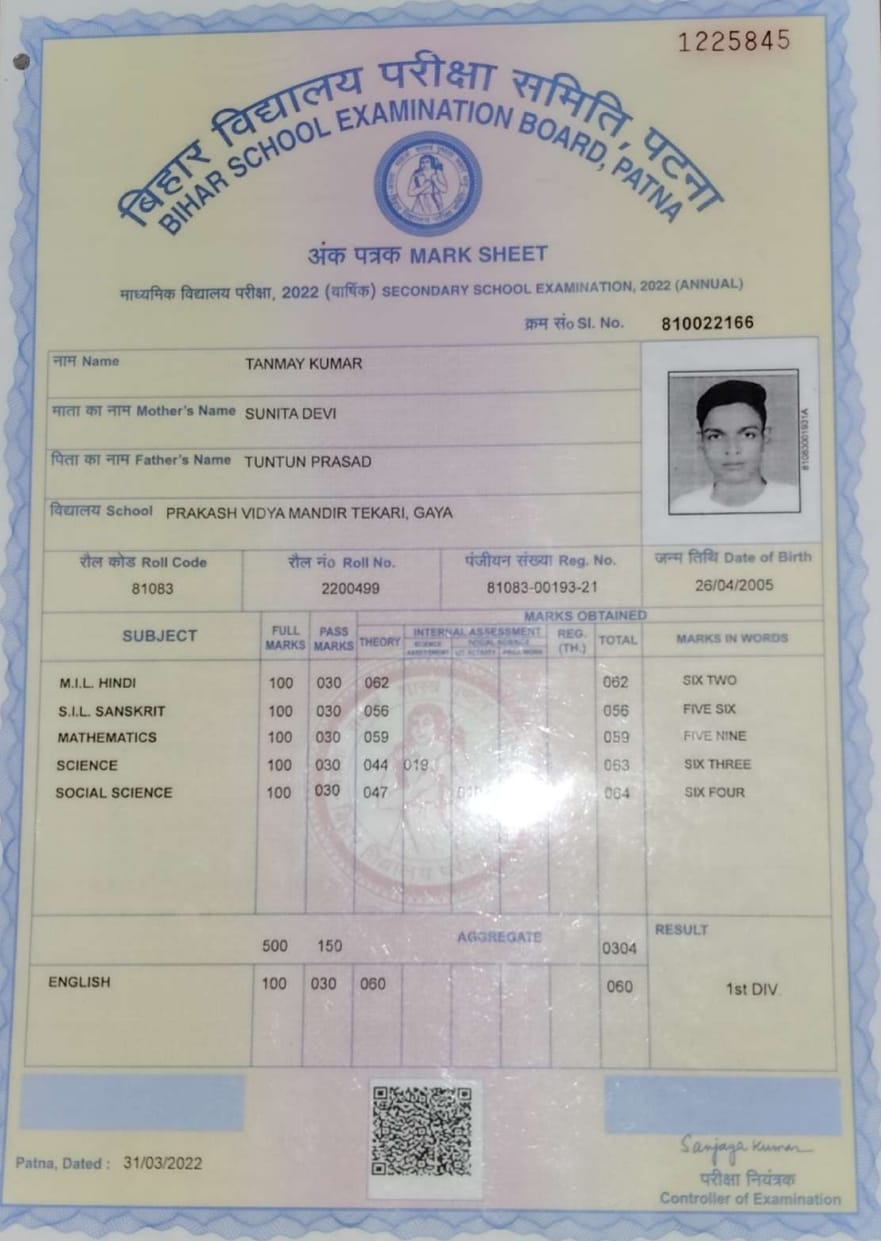 1225845
बिहार विद्यालय परीक्षा समिति, पटना
BIHAR SCHOOL EXAMINATION BOARD, PATNA
अंक पत्रक MARK SHEET
माध्यमिक विद्यालय परीक्षा, 2022 (वार्षिक) SECONDARY SCHOOL EXAMINATION, 2022 (ANNUAL)
क्रम सं० Sl. No. 810022166
नाम Name TANMAY KUMAR
माता का नाम Mother's Name SUNITA DEVI
पिता का नाम Father's Name TUNTUN PRASAD
विद्यालय School PRAKASH VIDYA MANDIR TEKARI, GAYA
रौल कोड Roll Code रौल नं० Roll No. पंजीयन संख्या Reg. No. जन्म तिथि Date of Birth
81083 2200499 81083-00193-21 26/04/2005
MARKS OBTAINED
SUBJECT FULL MARKS PASS MARKS THEORY INTERNAL ASSESSMENT REG. (TH.) TOTAL MARKS IN WORDS
M.I.L. HINDI 100 030 062 062 SIX TWO
S.I.L. SANSKRIT 100 030 056 056 FIVE SIX
MATHEMATICS 100 030 059 059 FIVE NINE
SCIENCE 100 030 044 019 063 SIX THREE
SOCIAL SCIENCE 100 030 047 064 SIX FOUR
500 150 AGGREGATE 0304 RESULT
ENGLISH 100 030 060 060 1st DIV.
Patna, Dated : 31/03/2022
Sanjaya Kumar
परीक्षा नियंत्रक
Controller of Examination